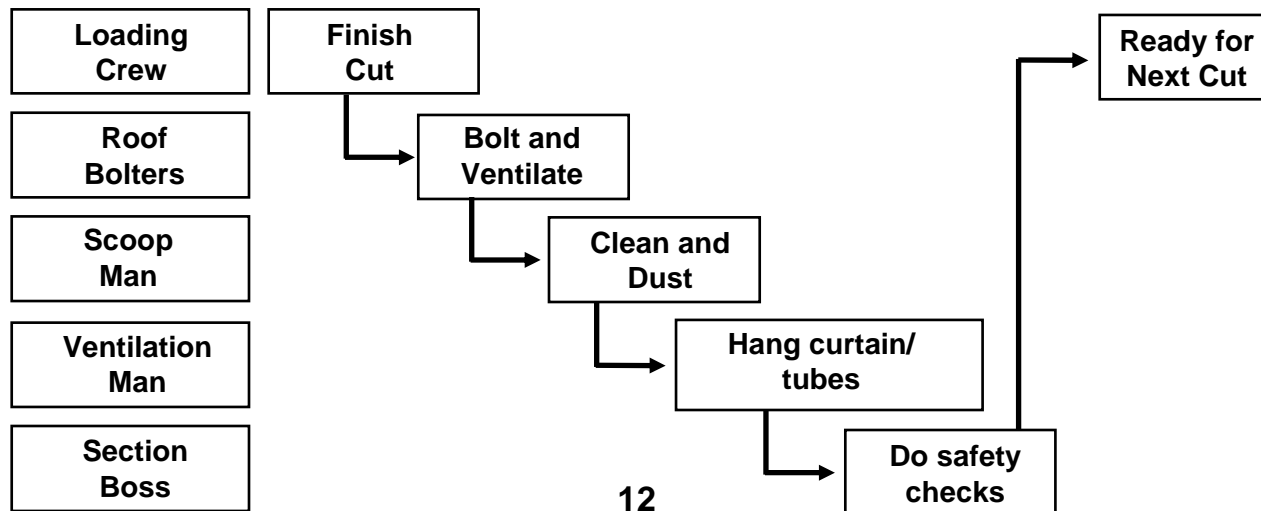 Loading
Crew
Finish
Cut
Ready for
Next Cut
Roof
Bolters
Bolt and
Ventilate
Scoop
Man
Clean and
Dust
Ventilation
Man
Hang curtain/
tubes
Section
Boss
Do safety
checks
12